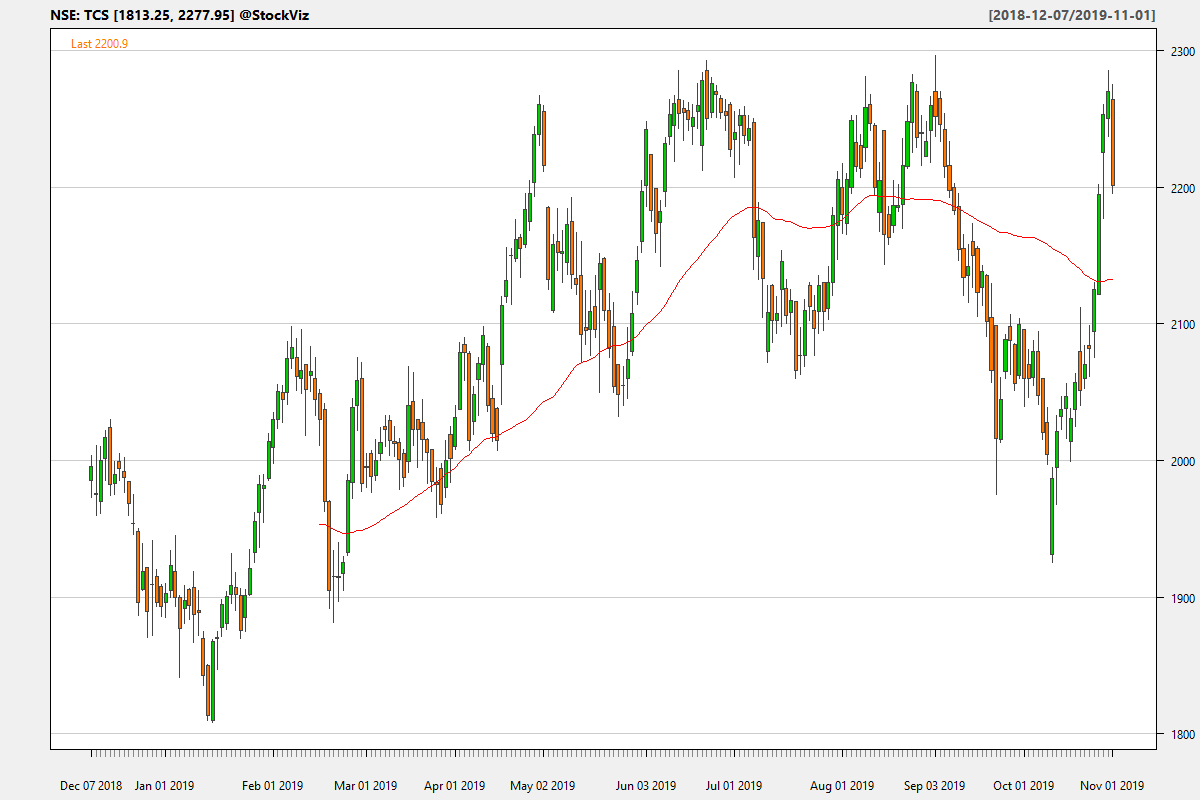 NSE: TCS [1813.25, 2277.95] @StockViz
[2018-12-07/2019-11-01]
Last 2200.9
2300
2200
2100
2000
1900
1800
Dec 07 2018 Jan 01 2019 Feb 01 2019 Mar 01 2019 Apr 01 2019 May 02 2019 Jun 03 2019 Jul 01 2019 Aug 01 2019 Sep 03 2019 Oct 01 2019 Nov 01 2019